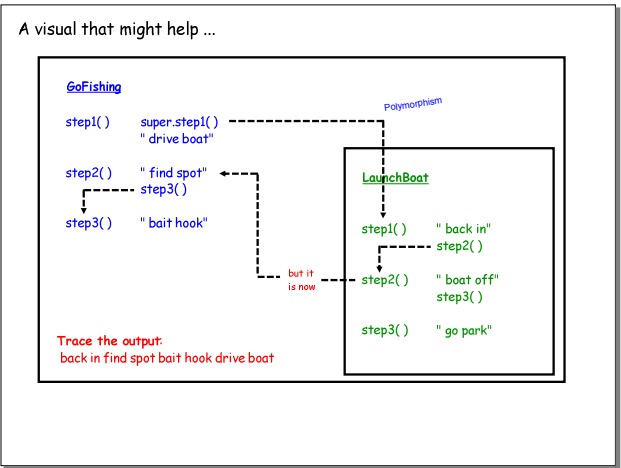 A visual that might help ...
GoFishing
Polymorphism
step1( ) super.step1( )
" drive boat"
step2( ) " find spot"
step3( )
step3( ) " bait hook"
LaunchBoat
step1( ) " back in"
step2( )
but it
is now
step2( ) " boat off"
step3( )
step3( ) " go park"
Trace the output:
back in find spot bait hook drive boat